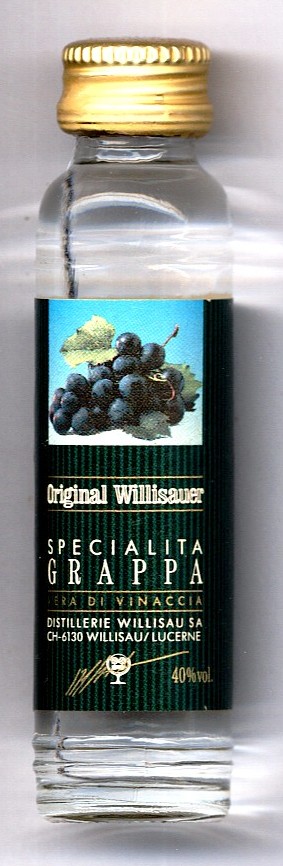 Original Willisauer
SPECIALITA
GRAPPA
VERA DI VINACCIA
DISTILLERIE WILLISAU SA
CH-6130 WILLISAU/LUCERNE
40% vol.